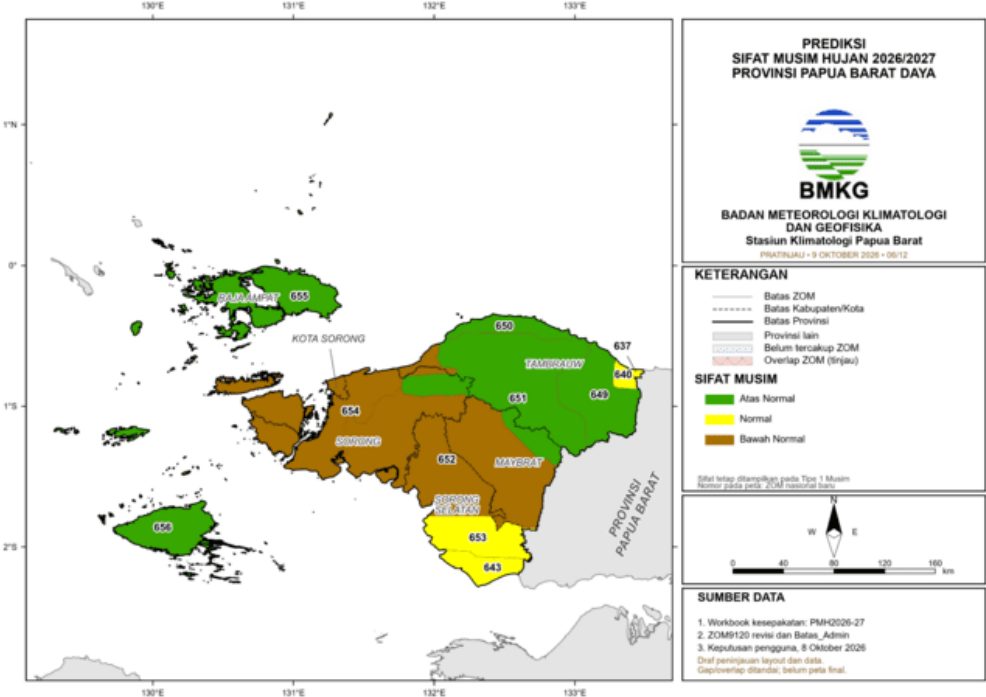 130°E 131°E 132°E 133°E
1°N
0°
1°S
2°S
130°E 131°E 132°E 133°E
RAJA AMPAT
655
KOTA SORONG
650
637
TAMBRAUW
640
649
651
654
SORONG
652
MAYBRAT
SORONG
SELATAN
653
643
656
PROVINSI
PAPUA BARAT
PREDIKSI
SIFAT MUSIM HUJAN 2026/2027
PROVINSI PAPUA BARAT DAYA
BMKG
BADAN METEOROLOGI KLIMATOLOGI
DAN GEOFISIKA
Stasiun Klimatologi Papua Barat
PRATINJAU • 9 OKTOBER 2026 • 06/12
KETERANGAN
Batas ZOM
Batas Kabupaten/Kota
Batas Provinsi
Provinsi lain
Belum tercakup ZOM
Overlap ZOM (tinjau)
SIFAT MUSIM
Atas Normal
Normal
Bawah Normal
Sifat tetap ditampilkan pada Tipe 1 Musim
Nomor pada peta: ZOM nasional baru
N
W E
S
0 40 80 120 160
km
SUMBER DATA
1. Workbook kesepakatan: PMH2026-27
2. ZOM9120 revisi dan Batas_Admin
3. Keputusan pengguna, 8 Oktober 2026
Draf peninjauan layout dan data.
Gap/overlap ditandai; belum peta final.